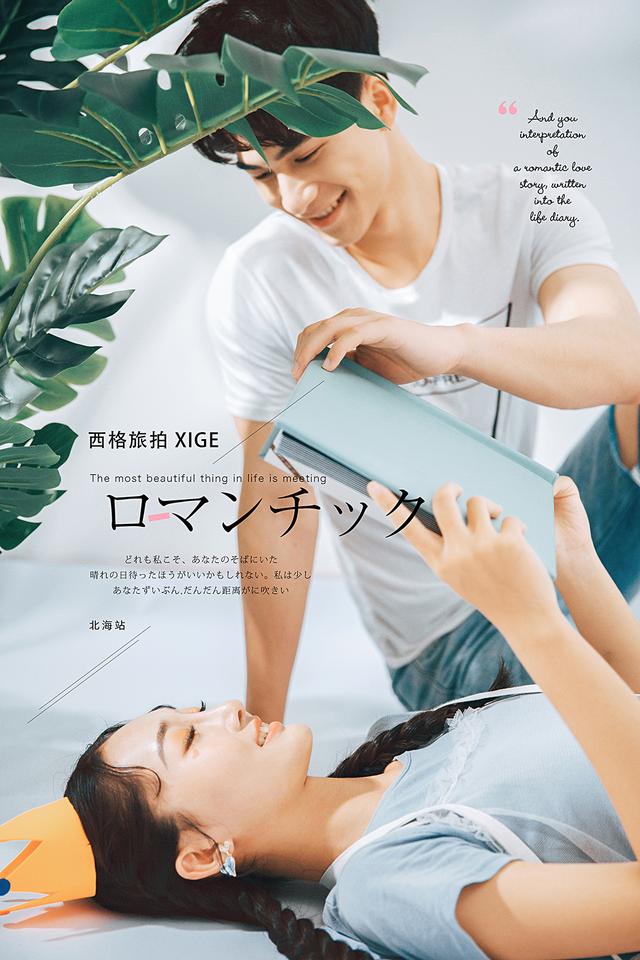 And you
interpretation
of
a romantic love
story, written
into the
life diary.
西格旅拍 XIGE
The most beautiful thing in life is meeting
ローマンチック
どれも私こそ、あなたのそばにいた
晴れの日待ったほうがいいかもしれない。私は少し
あなたずいぶん,だんだん距離がに吹きい
北海站